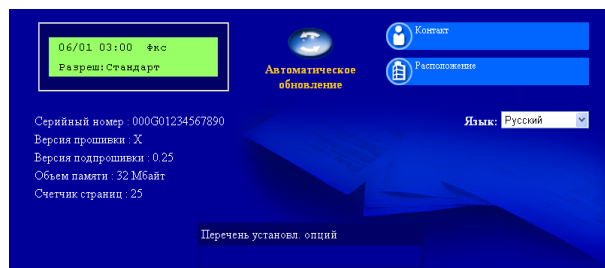 06/01 03:00 Фкс
Разреш:Стандарт
Автоматическое
обновление
Контакт
Расположение
Серийный номер : 000G01234567890
Язык: Русский
Версия прошивки : X
Версия подпрошивки : 0.25
Объем памяти : 32 Мбайт
Счетчик страниц : 25
Перечень установл. опций